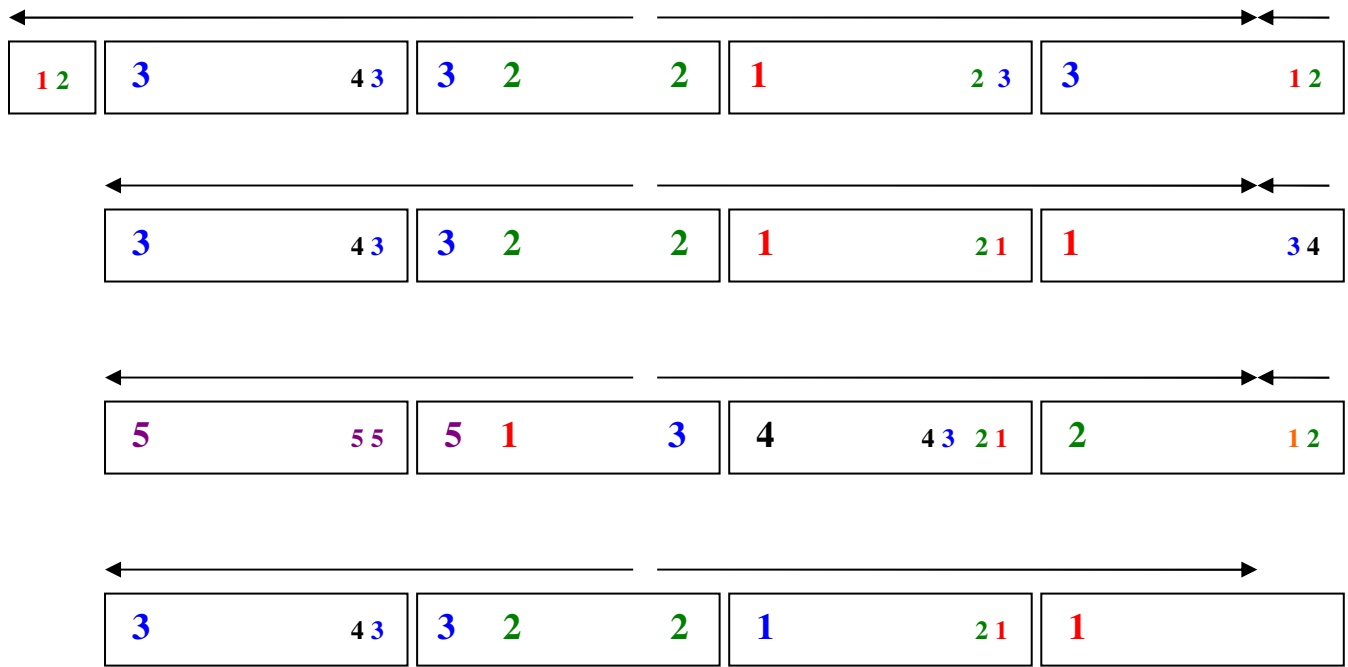 1 2 3 4 3 3 2 2 1 2 3 3 1 2
3 4 3 3 2 2 1 2 1 1 3 4
5 5 5 5 1 3 4 4 3 2 1 2 1 2
3 4 3 3 2 2 1 2 1 1